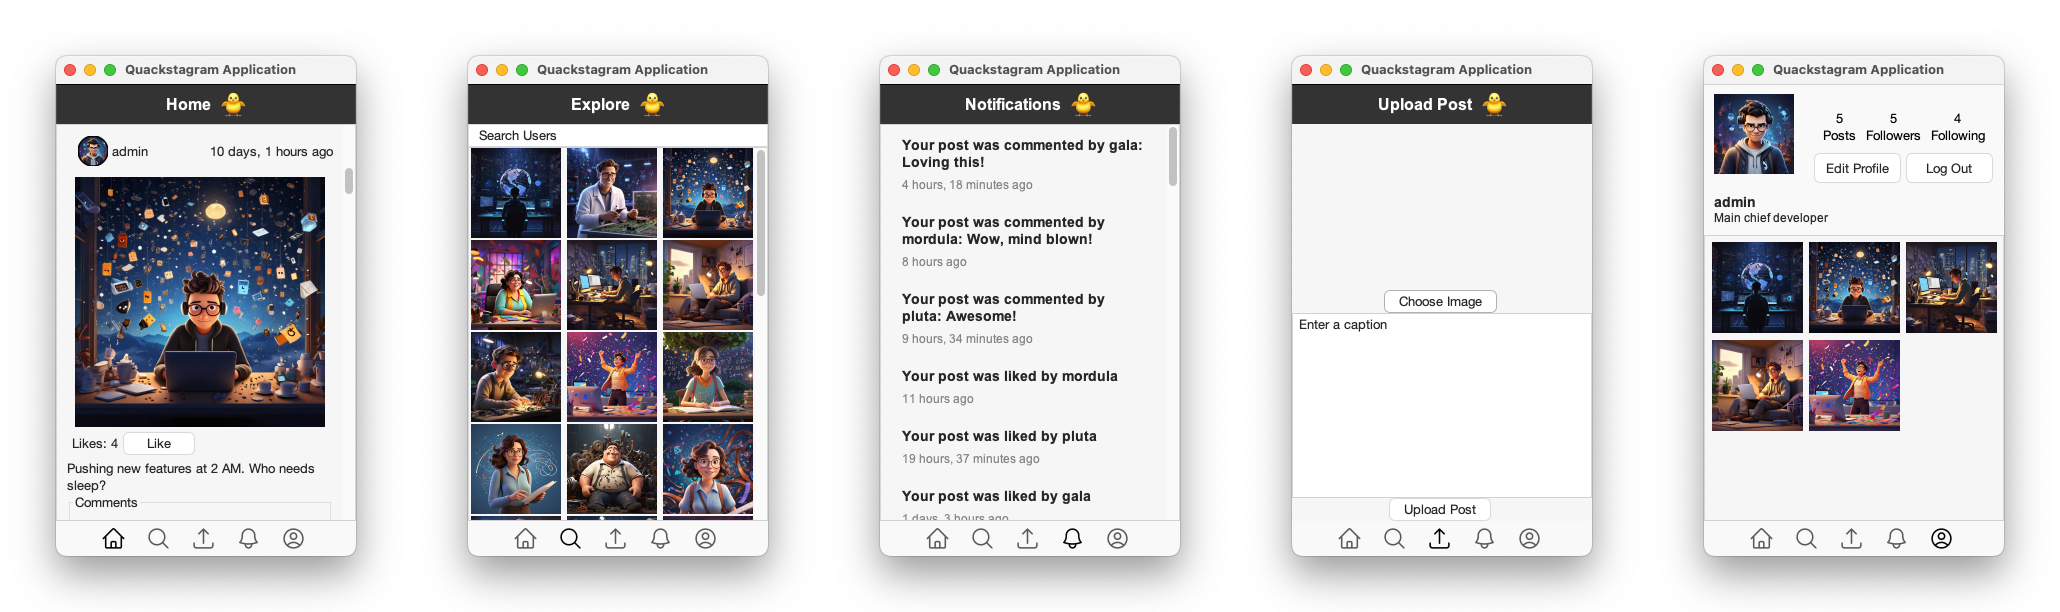 Quackstagram Application
Home
admin
10 days, 1 hours ago
Likes: 4
Like
Pushing new features at 2 AM. Who needs
sleep?
Comments
Quackstagram Application
Explore
Search Users
Quackstagram Application
Notifications
Your post was commented by gala:
Loving this!
4 hours, 18 minutes ago
Your post was commented by
mordula: Wow, mind blown!
8 hours ago
Your post was commented by
pluta: Awesome!
9 hours, 34 minutes ago
Your post was liked by mordula
11 hours ago
Your post was liked by pluta
19 hours, 37 minutes ago
Your post was liked by gala
1 days, 3 hours ago
Quackstagram Application
Upload Post
Choose Image
Enter a caption
Upload Post
Quackstagram Application
5 5 4
Posts Followers Following
Edit Profile
Log Out
admin
Main chief developer